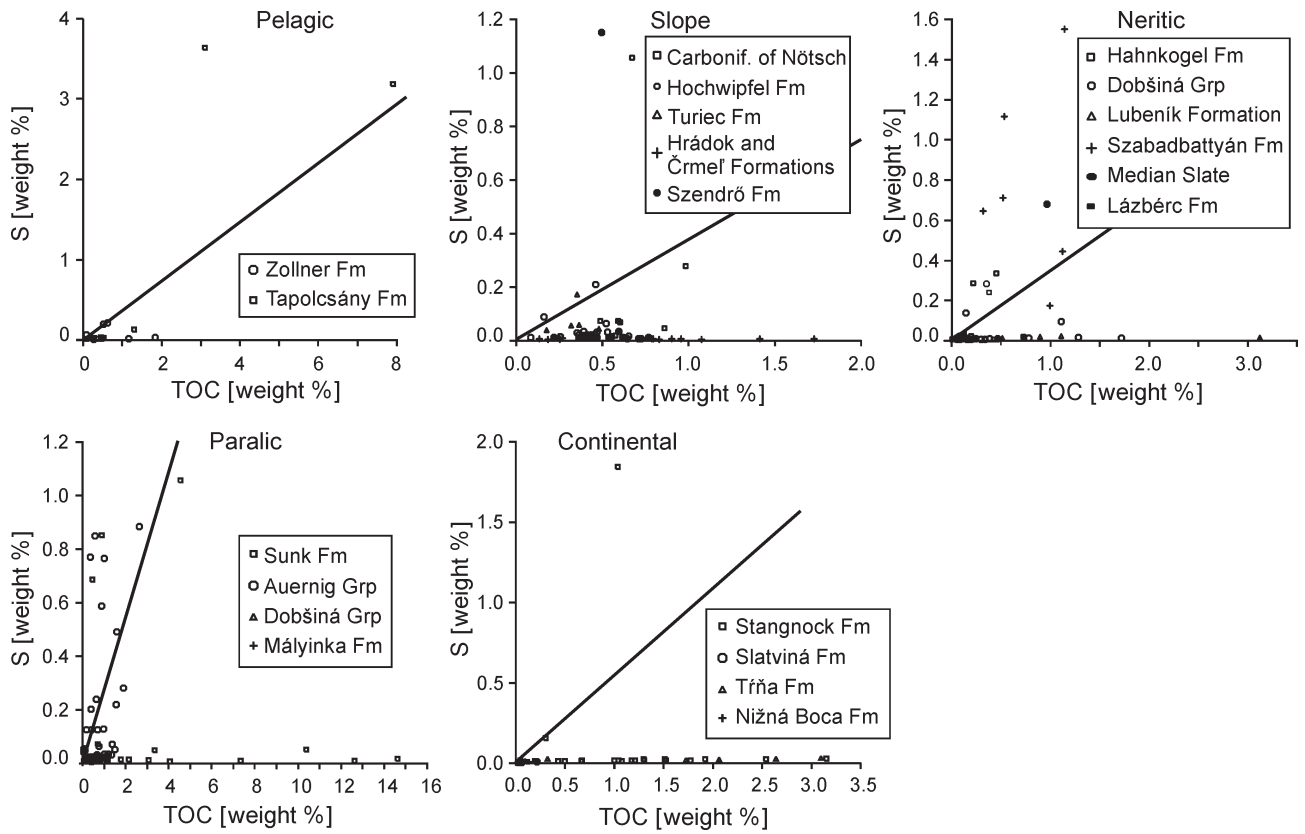 Pelagic
S [weight %]
4
3
2
1
0
0 2 4 6 8
TOC [weight %]
Zollner Fm
Tapolcsány Fm
Slope
S [weight %]
1.2
1.0
0.8
0.6
0.4
0.2
0.0
0.0 0.5 1.0 1.5 2.0
TOC [weight %]
Carbonif. of Nötsch
Hochwipfel Fm
Turiec Fm
Hrádok and
Črmeľ Formations
Szendrő Fm
Neritic
S [weight %]
1.6
1.4
1.2
1.0
0.8
0.6
0.4
0.2
0.0
0.0 1.0 2.0 3.0
TOC [weight %]
Hahnkogel Fm
Dobšiná Grp
Lubeník Formation
Szabadbattyán Fm
Median Slate
Lázbérc Fm
Paralic
S [weight %]
1.2
1.0
0.8
0.6
0.4
0.2
0.0
0 2 4 6 8 10 12 14 16
TOC [weight %]
Sunk Fm
Auernig Grp
Dobšiná Grp
Mályinka Fm
Continental
S [weight %]
2.0
1.5
1.0
0.5
0.0
0.0 0.5 1.0 1.5 2.0 2.5 3.0 3.5
TOC [weight %]
Stangnock Fm
Slatviná Fm
Tŕňa Fm
Nižná Boca Fm